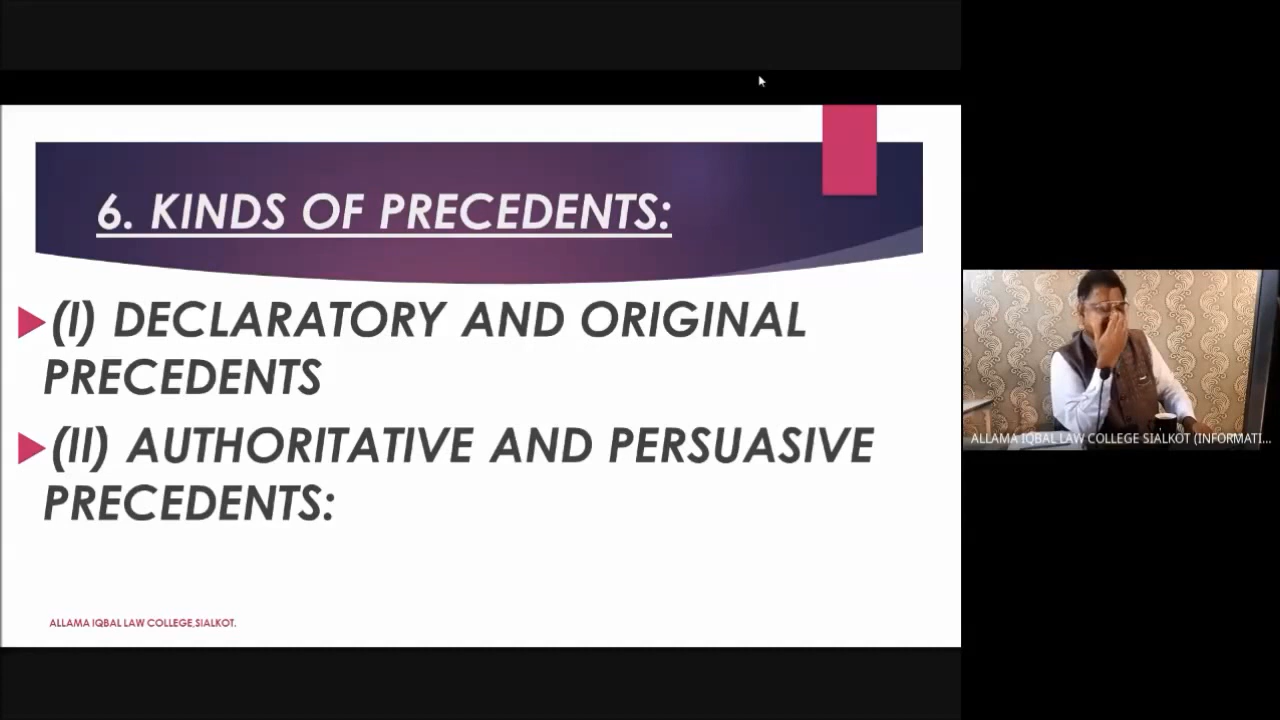 6. KINDS OF PRECEDENTS:
(I) DECLARATORY AND ORIGINAL
PRECEDENTS
(II) AUTHORITATIVE AND PERSUASIVE
PRECEDENTS:
ALLAMA IQBAL LAW COLLEGE,SIALKOT.
ALLAMA IQBAL LAW COLLEGE SIALKOT (INFORMATI...